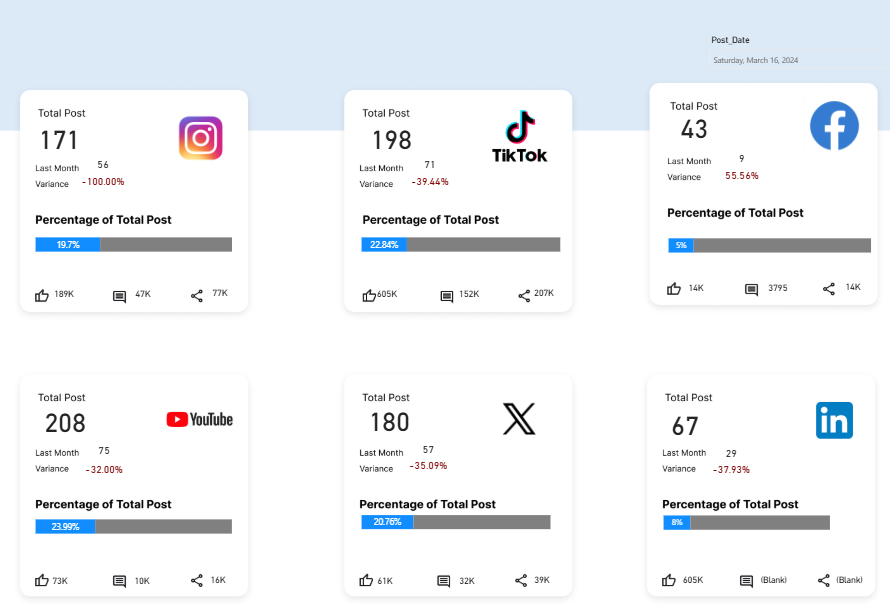 Post_Date
Saturday, March 16, 2024
Total Post
171
Last Month 56
Variance -100.00%
Percentage of Total Post
19.7%
189K 47K 77K
Total Post
198
TikTok
Last Month 71
Variance -39.44%
Percentage of Total Post
22.84%
605K 152K 207K
Total Post
43
Last Month 9
Variance 55.56%
Percentage of Total Post
5%
14K 3795 14K
Total Post
208
YouTube
Last Month 75
Variance -32.00%
Percentage of Total Post
23.99%
73K 10K 16K
Total Post
180
X
Last Month 57
Variance -35.09%
Percentage of Total Post
20.76%
61K 32K 39K
Total Post
67
in
Last Month 29
Variance -37.93%
Percentage of Total Post
8%
605K (Blank) (Blank)